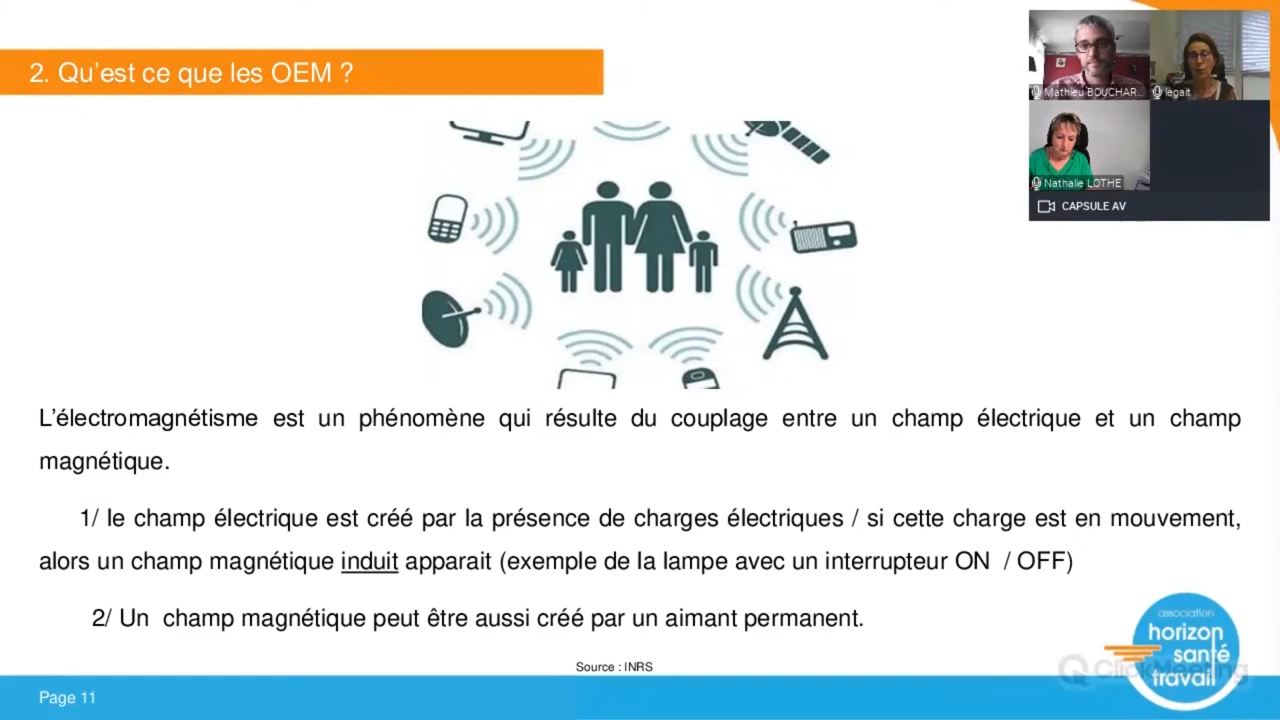 2. Qu’est ce que les OEM ?
Mathieu BOUCHAR...
légait
Nathalie LOTHE
CAPSULE AV
L’électromagnétisme est un phénomène qui résulte du couplage entre un champ électrique et un champ
magnétique.
1/ le champ électrique est créé par la présence de charges électriques / si cette charge est en mouvement,
alors un champ magnétique induit apparait (exemple de la lampe avec un interrupteur ON / OFF)
2/ Un champ magnétique peut être aussi créé par un aimant permanent.
Source : INRS
association
horizon
santé
travail
ClickMeeting
Page 11